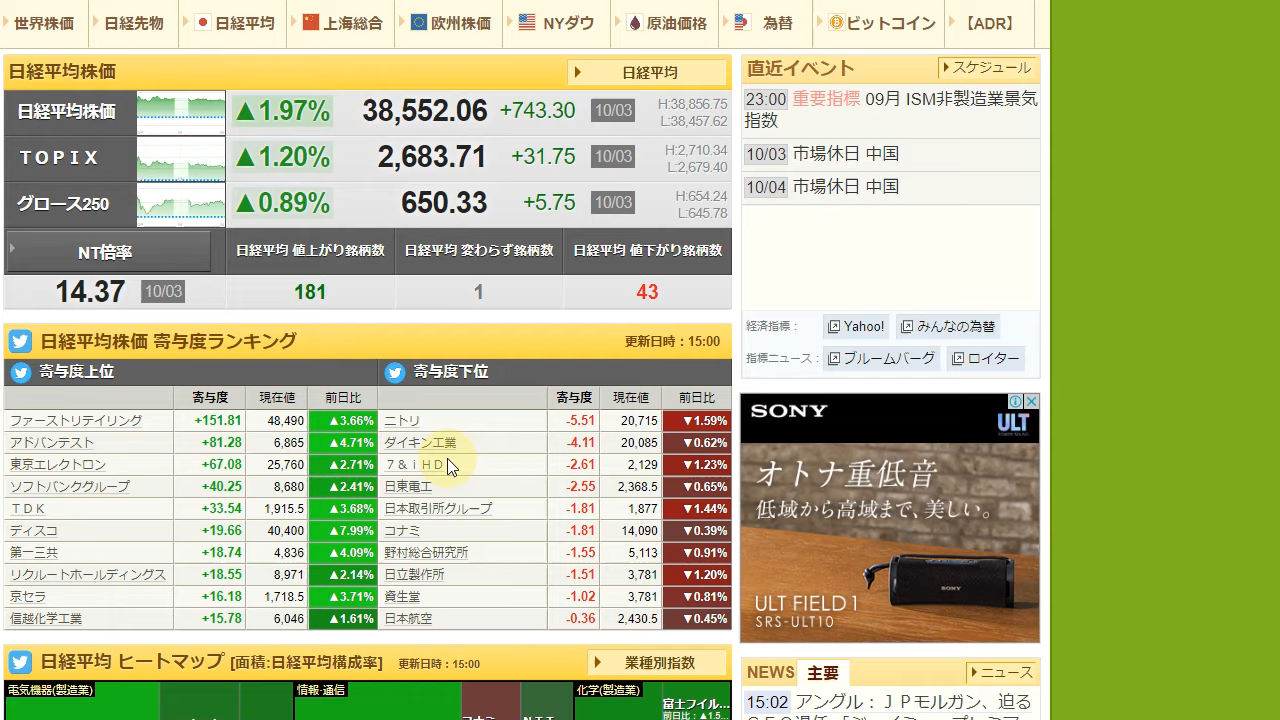 世界株価 日経先物 日経平均 上海総合 欧州株価 NYダウ 原油価格 為替 ビットコイン 【ADR】
日経平均株価 日経平均
日経平均株価 ▲1.97% 38,552.06 +743.30 10/03 H:38,856.75
L:38,457.62
ＴＯＰＩＸ ▲1.20% 2,683.71 +31.75 10/03 H:2,710.34
L:2,679.40
グロース250 ▲0.89% 650.33 +5.75 10/03 H:654.24
L:645.78
NT倍率 日経平均 値上がり銘柄数 日経平均 変わらず銘柄数 日経平均 値下がり銘柄数
14.37 10/03 181 1 43
日経平均株価 寄与度ランキング 更新日時：15:00
寄与度上位 寄与度下位
寄与度 現在値 前日比 寄与度 現在値 前日比
ファーストリテイリング +151.81 48,490 ▲3.66% ニトリ -5.51 20,715 ▼1.59%
アドバンテスト +81.28 6,865 ▲4.71% ダイキン工業 -4.11 20,085 ▼0.62%
東京エレクトロン +67.08 25,760 ▲2.71% ７＆ｉＨＤ -2.61 2,129 ▼1.23%
ソフトバンクグループ +40.25 8,680 ▲2.41% 日東電工 -2.55 2,368.5 ▼0.65%
ＴＤＫ +33.54 1,915.5 ▲3.68% 日本取引所グループ -1.81 1,877 ▼1.44%
ディスコ +19.66 40,400 ▲7.99% コナミ -1.81 14,090 ▼0.39%
第一三共 +18.74 4,836 ▲4.09% 野村総合研究所 -1.55 5,113 ▼0.91%
リクルートホールディングス +18.55 8,971 ▲2.14% 日立製作所 -1.51 3,781 ▼1.20%
京セラ +16.18 1,718.5 ▲3.71% 資生堂 -1.02 3,781 ▼0.81%
信越化学工業 +15.78 6,046 ▲1.61% 日本航空 -0.36 2,430.5 ▼0.45%
日経平均 ヒートマップ [面積:日経平均構成率] 更新日時：15:00 業種別指数
電気機器(製造業) 情報·通信 化学(製造業)
富士フイル...
前日比：▲1.5...
直近イベント スケジュール
23:00 重要指標 09月 ISM非製造業景気
指数
10/03 市場休日 中国
10/04 市場休日 中国
経済指標： Yahoo! みんなの為替
指標ニュース： ブルームバーグ ロイター
SONY ULT
POWER SOUND
オトナ重低音
低域から高域まで、美しい。
SONY
ULT FIELD 1
SRS-ULT10
NEWS 主要 ニュース
15:02 アングル：ＪＰモルガン、迫る